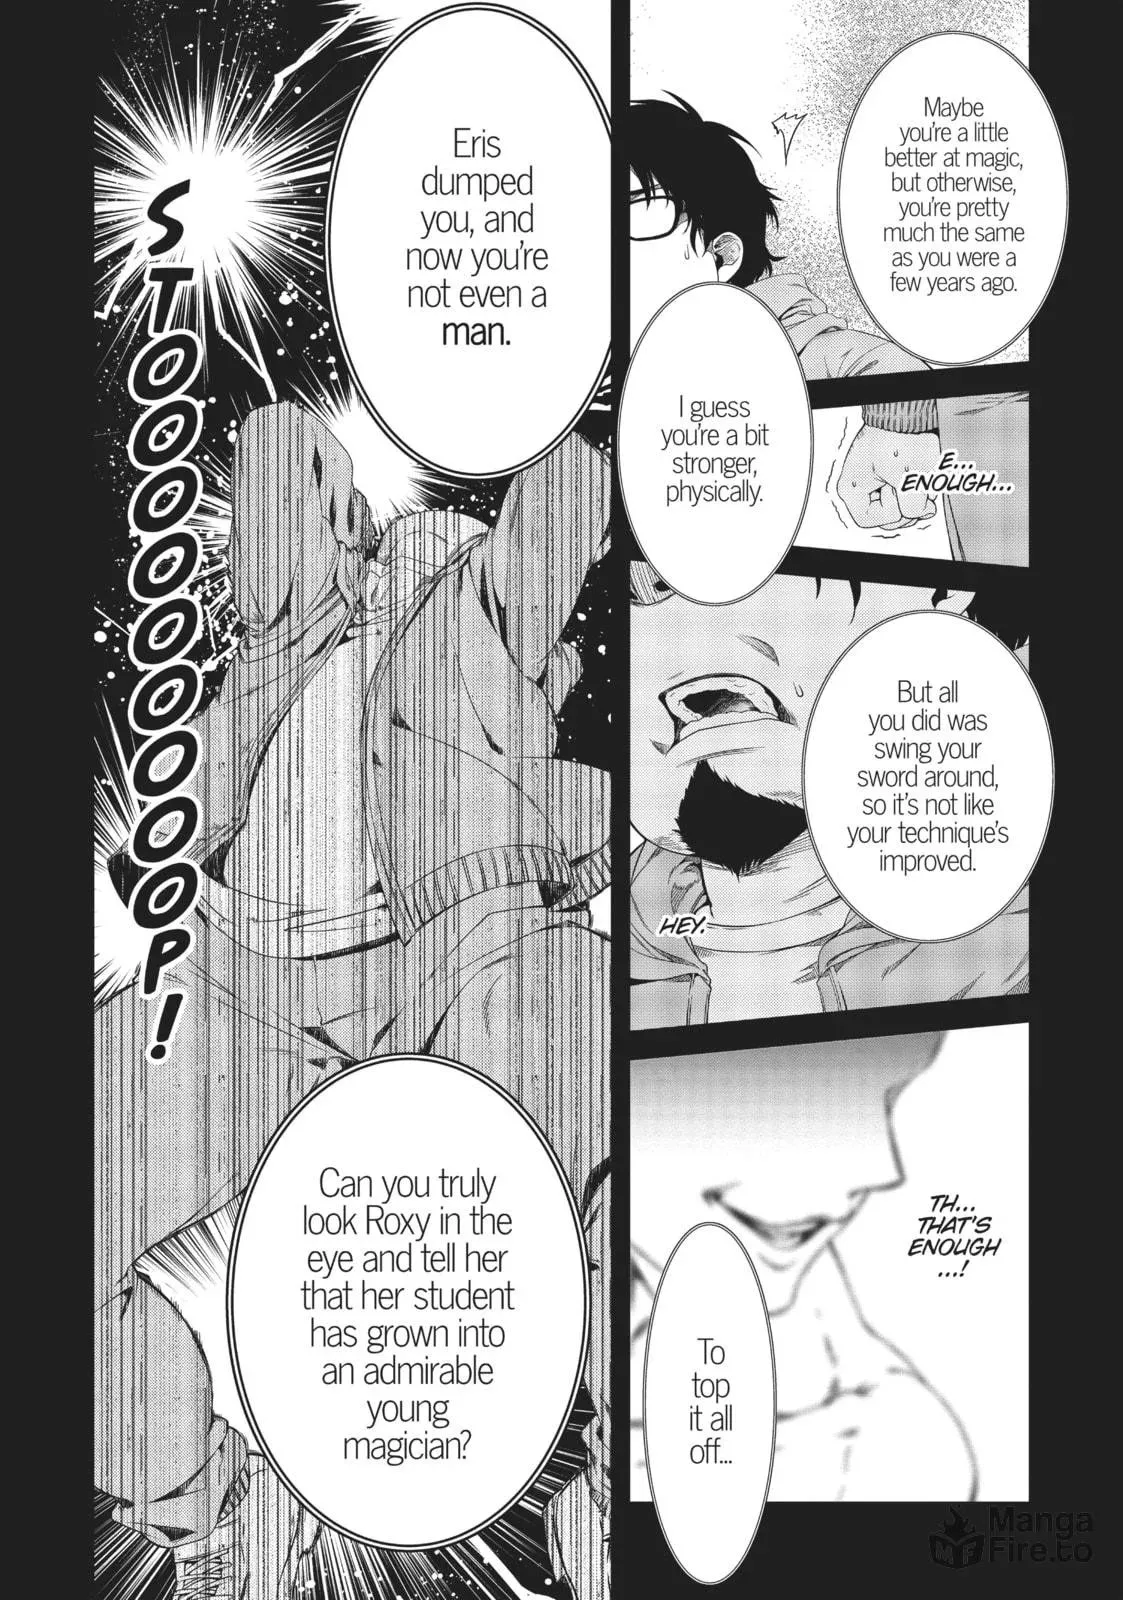 Maybe
you're a little
better at magic,
but otherwise,
you're pretty
much the same
as you were a
few years ago.
I guess
you're a bit
stronger,
physically.
E...
ENOUGH...
But all
you did was
swing your
sword around,
so it's not like
your technique's
improved.
HEY.
TH...
THAT'S
ENOUGH
...!
To
top
it all
off...
Eris
dumped
you, and
now you're
not even a
man.
STOOOOOOOOP!
Can you truly
look Roxy in the
eye and tell her
that her student
has grown into
an admirable
young
magician?
Manga
Fire.to
MF